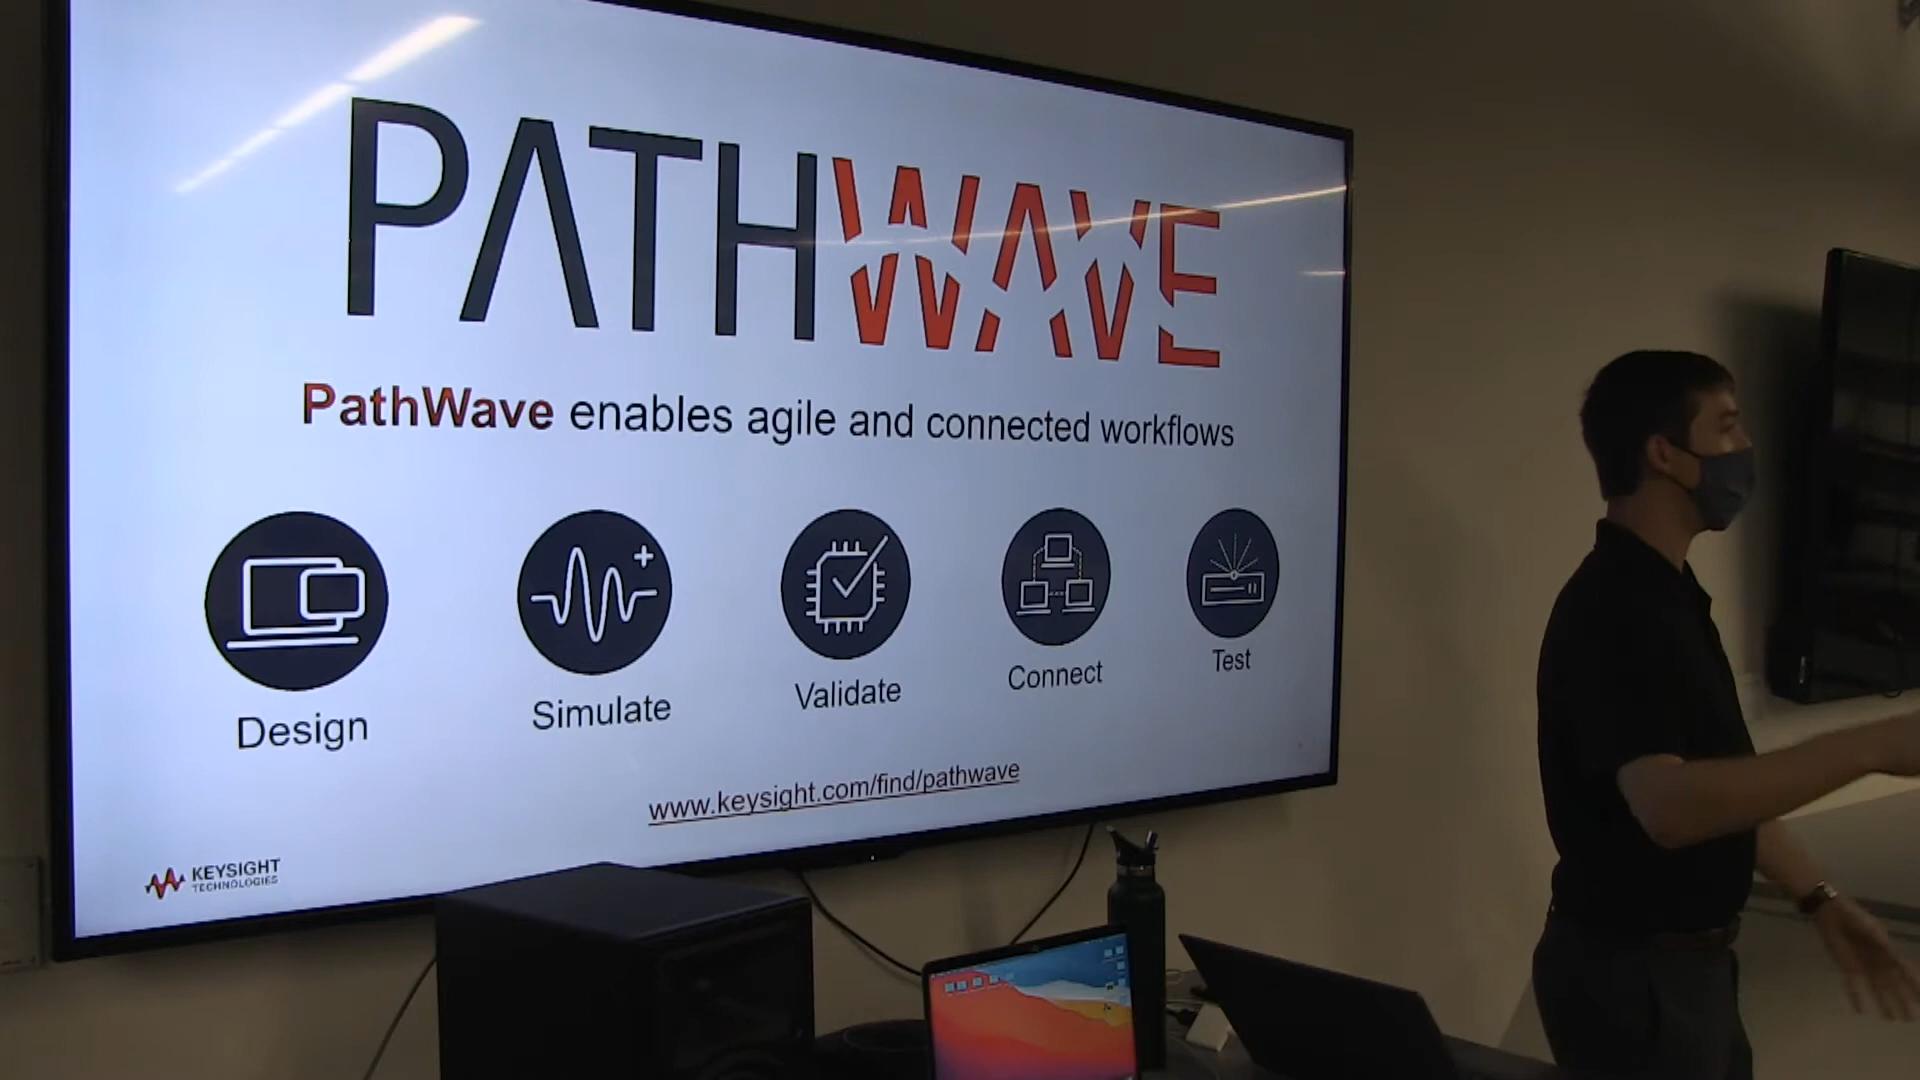 PATHWAVE
PathWave enables agile and connected workflows
Design
Simulate
Validate
Connect
Test
www.keysight.com/find/pathwave
KEYSIGHT
TECHNOLOGIES